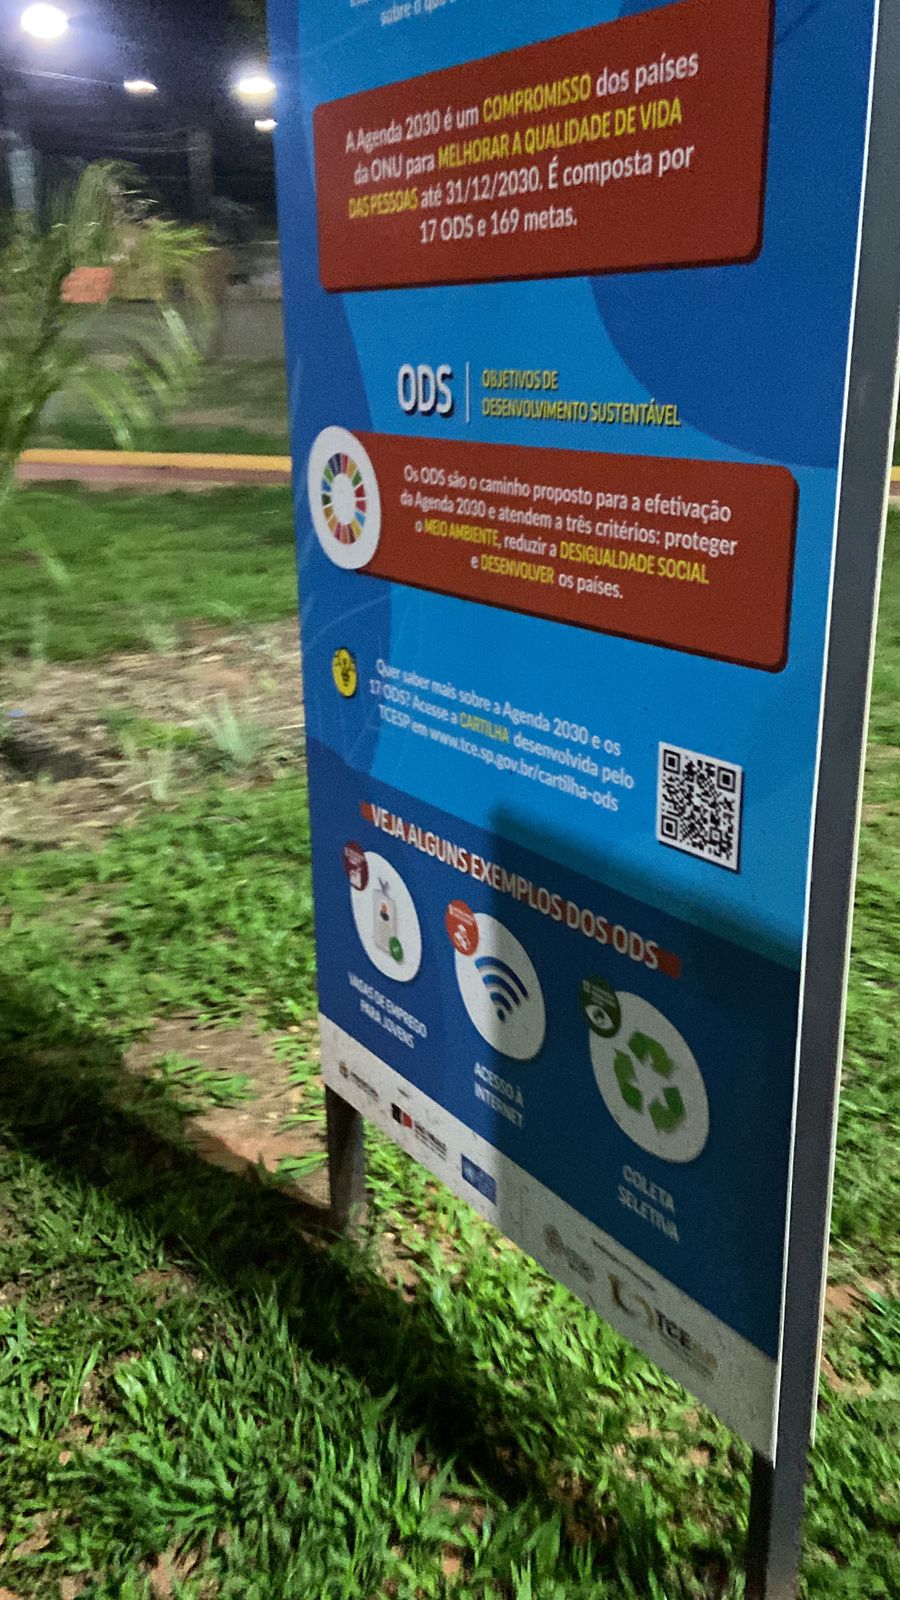 sobre o que
A Agenda 2030 é um COMPROMISSO dos países
da ONU para MELHORAR A QUALIDADE DE VIDA
DAS PESSOAS até 31/12/2030. É composta por
17 ODS e 169 metas.
ODS
OBJETIVOS DE
DESENVOLVIMENTO SUSTENTÁVEL
Os ODS são o caminho proposto para a efetivação
da Agenda 2030 e atendem a três critérios: proteger
o MEIO AMBIENTE, reduzir a DESIGUALDADE SOCIAL
e DESENVOLVER os países.
Quer saber mais sobre a Agenda 2030 e os
17 ODS? Acesse a CARTILHA desenvolvida pelo
TCESP em www.tce.sp.gov.br/cartilha-ods
VEJA ALGUNS EXEMPLOS DOS ODS
VAGAS DE EMPREGO
PARA JOVENS
ACESSO À
INTERNET
COLETA
SELETIVA
TCE